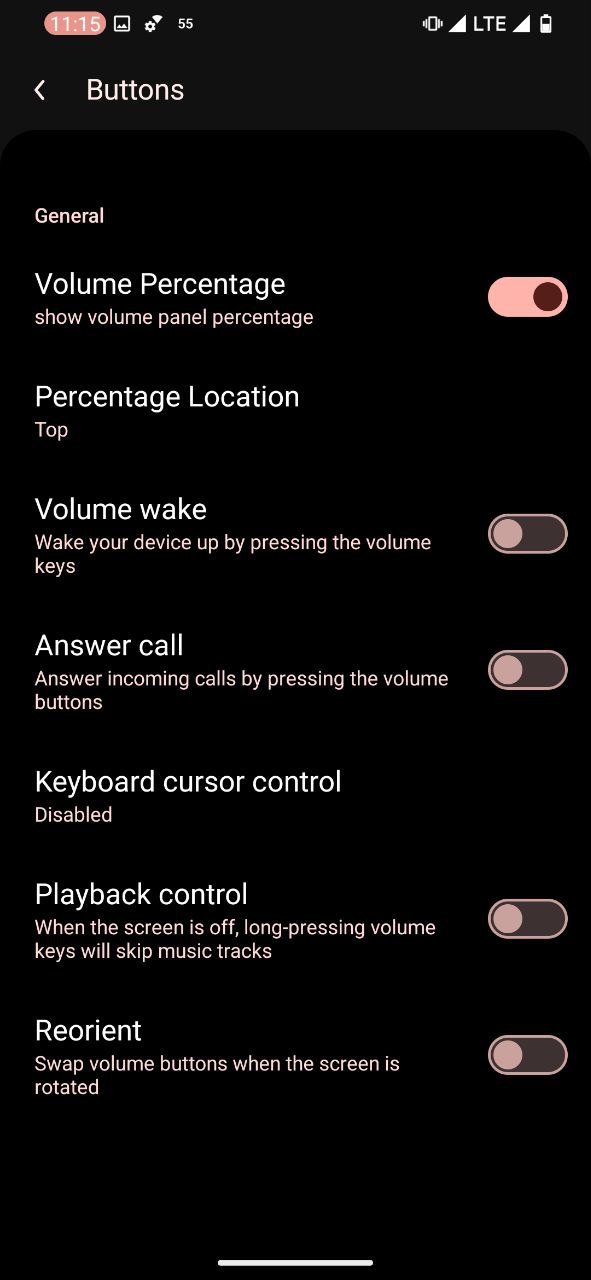 11:15 55 LTE
Buttons
General
Volume Percentage
show volume panel percentage
Percentage Location
Top
Volume wake
Wake your device up by pressing the volume
keys
Answer call
Answer incoming calls by pressing the volume
buttons
Keyboard cursor control
Disabled
Playback control
When the screen is off, long-pressing volume
keys will skip music tracks
Reorient
Swap volume buttons when the screen is
rotated